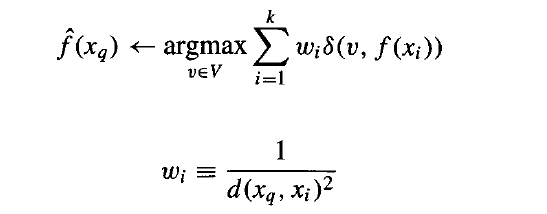 f̂(x_q) ← argmax_{v∈V} ∑_{i=1}^{k} w_i δ(v, f(x_i))
w_i ≡ 1 / d(x_q, x_i)^2